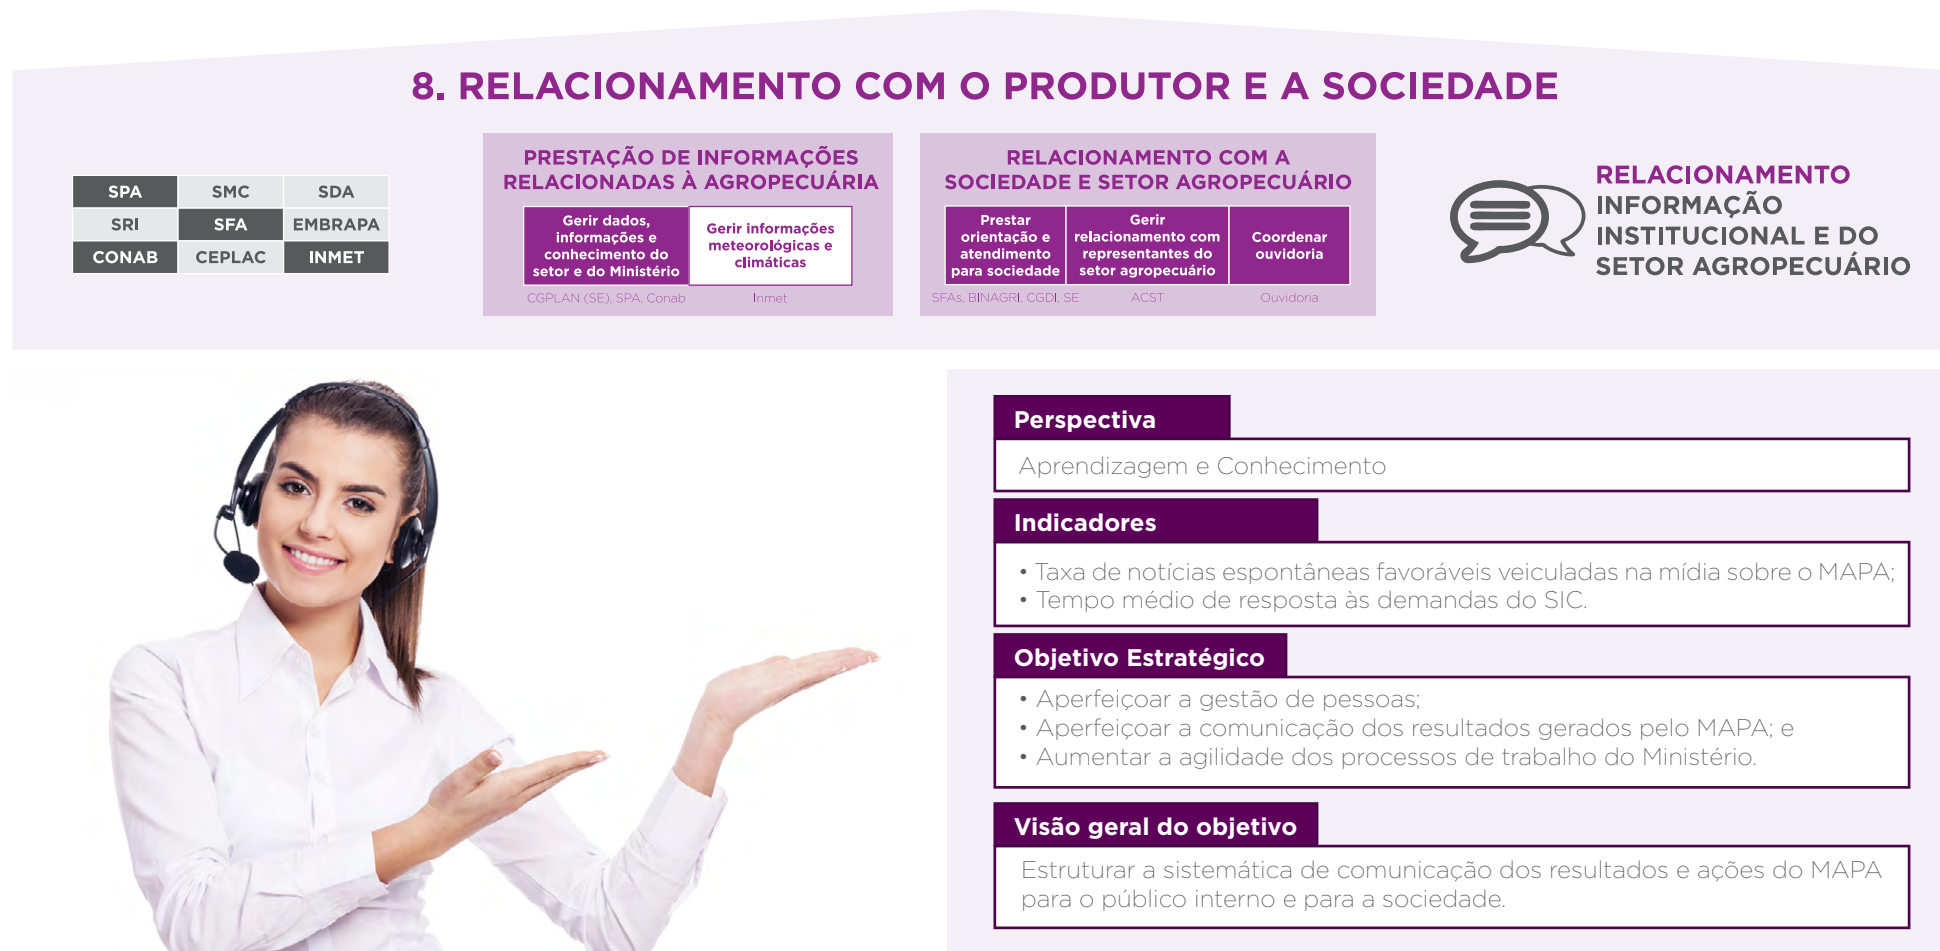 8. RELACIONAMENTO COM O PRODUTOR E A SOCIEDADE
SPA SMC SDA
SRI SFA EMBRAPA
CONAB CEPLAC INMET
PRESTAÇÃO DE INFORMAÇÕES
RELACIONADAS À AGROPECUÁRIA
Gerir dados,
informações e
conhecimento do
setor e do Ministério
CGPLAN (SE), SPA, Conab
Gerir informações
meteorológicas e
climáticas
Inmet
RELACIONAMENTO COM A
SOCIEDADE E SETOR AGROPECUÁRIO
Prestar
orientação e
atendimento
para sociedade
SFAs, BINAGRI, CGDI, SE
Gerir
relacionamento com
representantes do
setor agropecuário
ACST
Coordenar
ouvidoria
Ouvidoria
RELACIONAMENTO
INFORMAÇÃO
INSTITUCIONAL E DO
SETOR AGROPECUÁRIO
Perspectiva
Aprendizagem e Conhecimento
Indicadores
• Taxa de notícias espontâneas favoráveis veiculadas na mídia sobre o MAPA;
• Tempo médio de resposta às demandas do SIC.
Objetivo Estratégico
• Aperfeiçoar a gestão de pessoas;
• Aperfeiçoar a comunicação dos resultados gerados pelo MAPA; e
• Aumentar a agilidade dos processos de trabalho do Ministério.
Visão geral do objetivo
Estruturar a sistemática de comunicação dos resultados e ações do MAPA
para o público interno e para a sociedade.